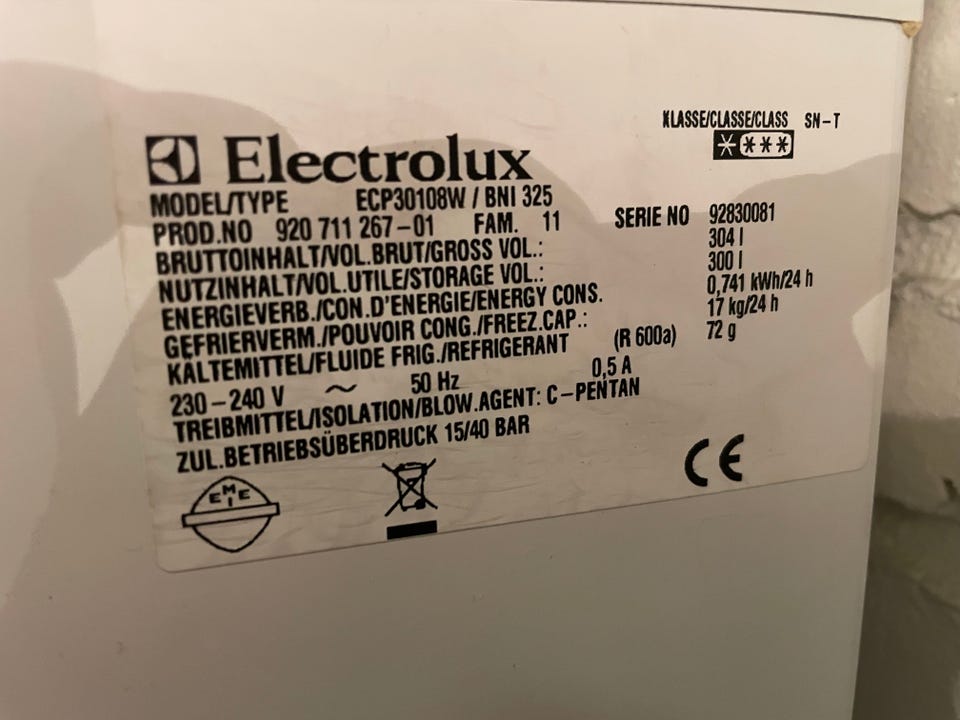 KLASSE/CLASSE/CLASS SN-T
Electrolux
MODEL/TYPE ECP30108W / BNI 325
PROD.NO 920 711 267-01 FAM. 11 SERIE NO 92830081
BRUTTOINHALT/VOL.BRUT/GROSS VOL.: 304 l
NUTZINHALT/VOL.UTILE/STORAGE VOL.: 300 l
ENERGIEVERB./CON.D'ENERGIE/ENERGY CONS. 0,741 kWh/24 h
GEFRIERVERM./POUVOIR CONG./FREEZ.CAP.: 17 kg/24 h
KÄLTEMITTEL/FLUIDE FRIG./REFRIGERANT (R 600a) 72 g
230-240 V ~ 50 Hz 0,5 A
TREIBMITTEL/ISOLATION/BLOW.AGENT: C-PENTAN
ZUL.BETRIEBSÜBERDRUCK 15/40 BAR
EMIE
CE